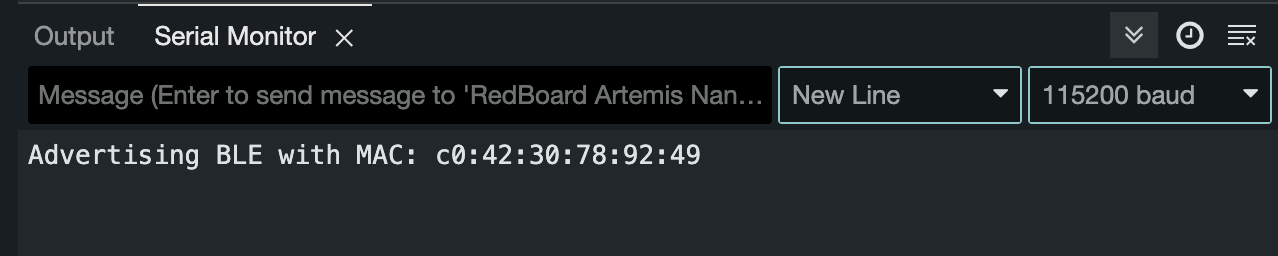 Output Serial Monitor
Message (Enter to send message to 'RedBoard Artemis Nan... New Line 115200 baud
Advertising BLE with MAC: c0:42:30:78:92:49